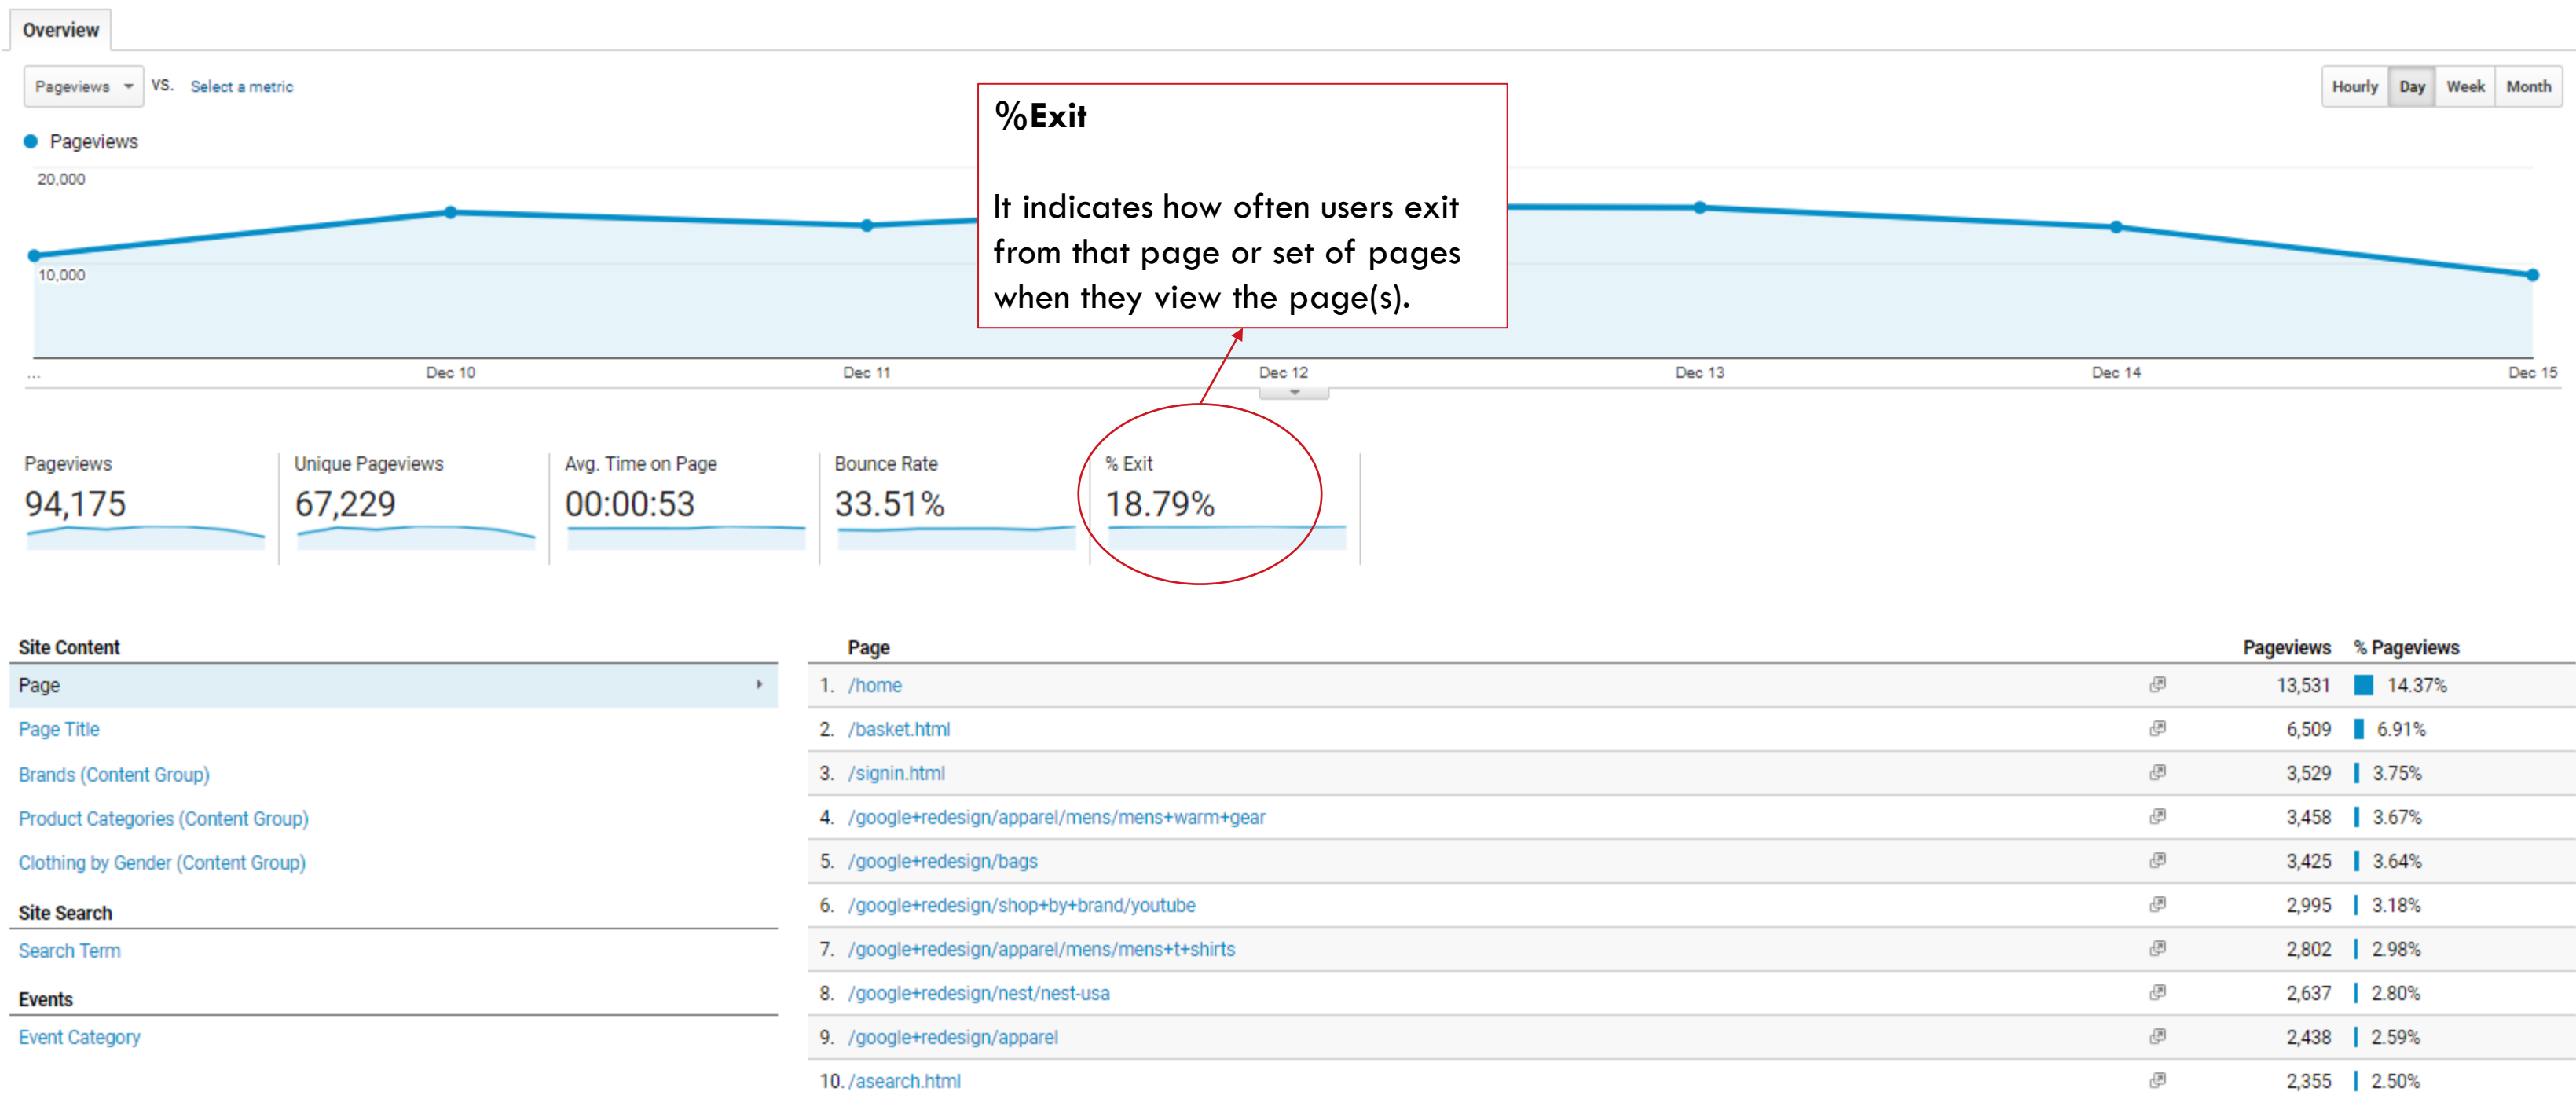 Overview
Pageviews VS. Select a metric
Hourly Day Week Month
Pageviews
20,000
10,000
%Exit
It indicates how often users exit
from that page or set of pages
when they view the page(s).
... Dec 10 Dec 11 Dec 12 Dec 13 Dec 14 Dec 15
Pageviews Unique Pageviews Avg. Time on Page Bounce Rate % Exit
94,175 67,229 00:00:53 33.51% 18.79%
Site Content
Page
Page Title
Brands (Content Group)
Product Categories (Content Group)
Clothing by Gender (Content Group)
Site Search
Search Term
Events
Event Category
Page Pageviews % Pageviews
1. /home 13,531 14.37%
2. /basket.html 6,509 6.91%
3. /signin.html 3,529 3.75%
4. /google+redesign/apparel/mens/mens+warm+gear 3,458 3.67%
5. /google+redesign/bags 3,425 3.64%
6. /google+redesign/shop+by+brand/youtube 2,995 3.18%
7. /google+redesign/apparel/mens/mens+t+shirts 2,802 2.98%
8. /google+redesign/nest/nest-usa 2,637 2.80%
9. /google+redesign/apparel 2,438 2.59%
10. /asearch.html 2,355 2.50%